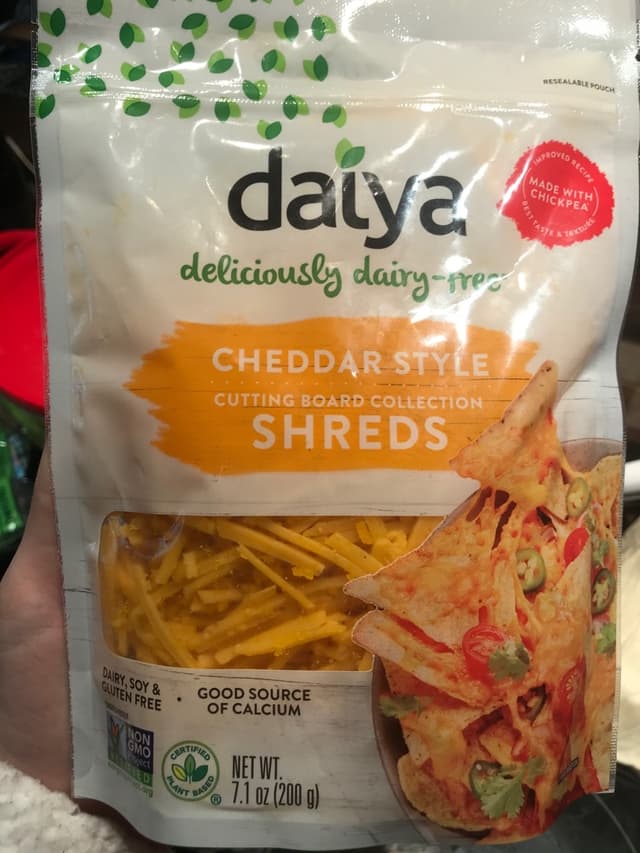 RESEALABLE POUCH
daiya
IMPROVED RECIPE
MADE WITH
CHICKPEA
BEST TASTE & TEXTURE
deliciously dairy-free
CHEDDAR STYLE
CUTTING BOARD COLLECTION
SHREDS
DAIRY, SOY &
GLUTEN FREE
• GOOD SOURCE
OF CALCIUM
NON
GMO
Project
VERIFIED
CERTIFIED
PLANT BASED
®
NET WT.
7.1 oz (200 g)